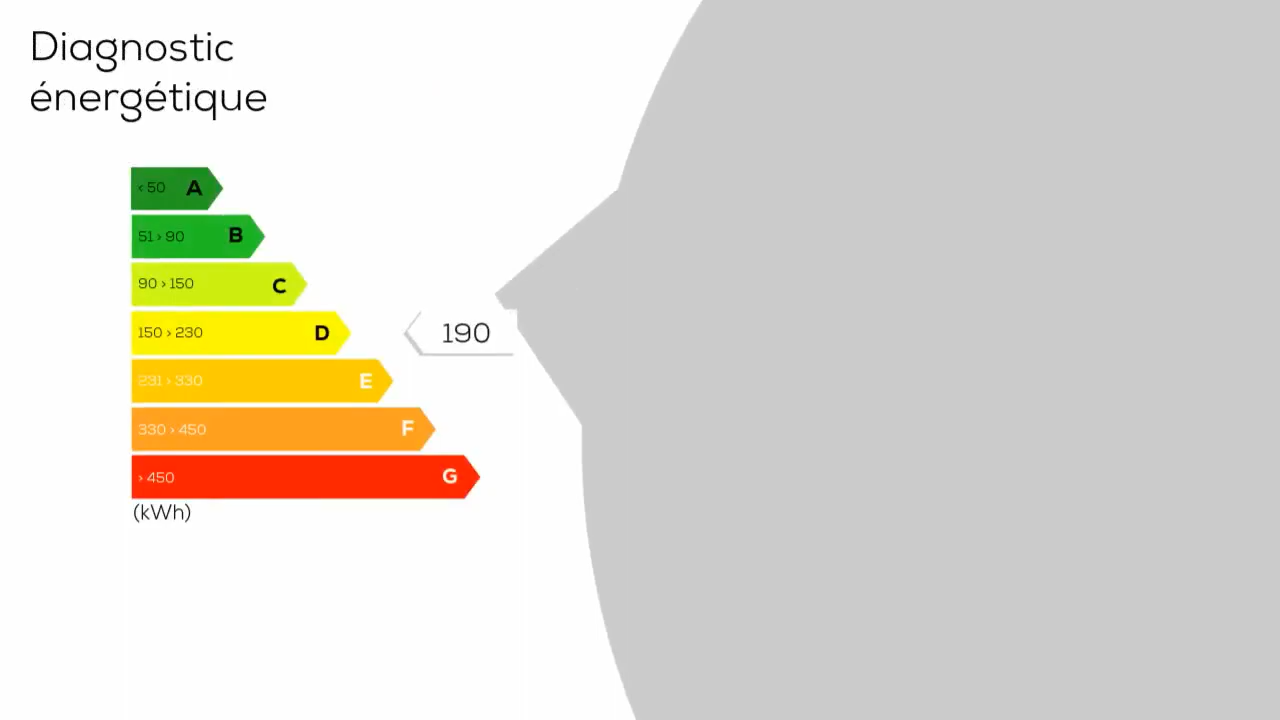 Diagnostic
énergétique
< 50 A
51 > 90 B
90 > 150 C
150 > 230 D
190
231 > 330 E
330 > 450 F
> 450 G
(kWh)